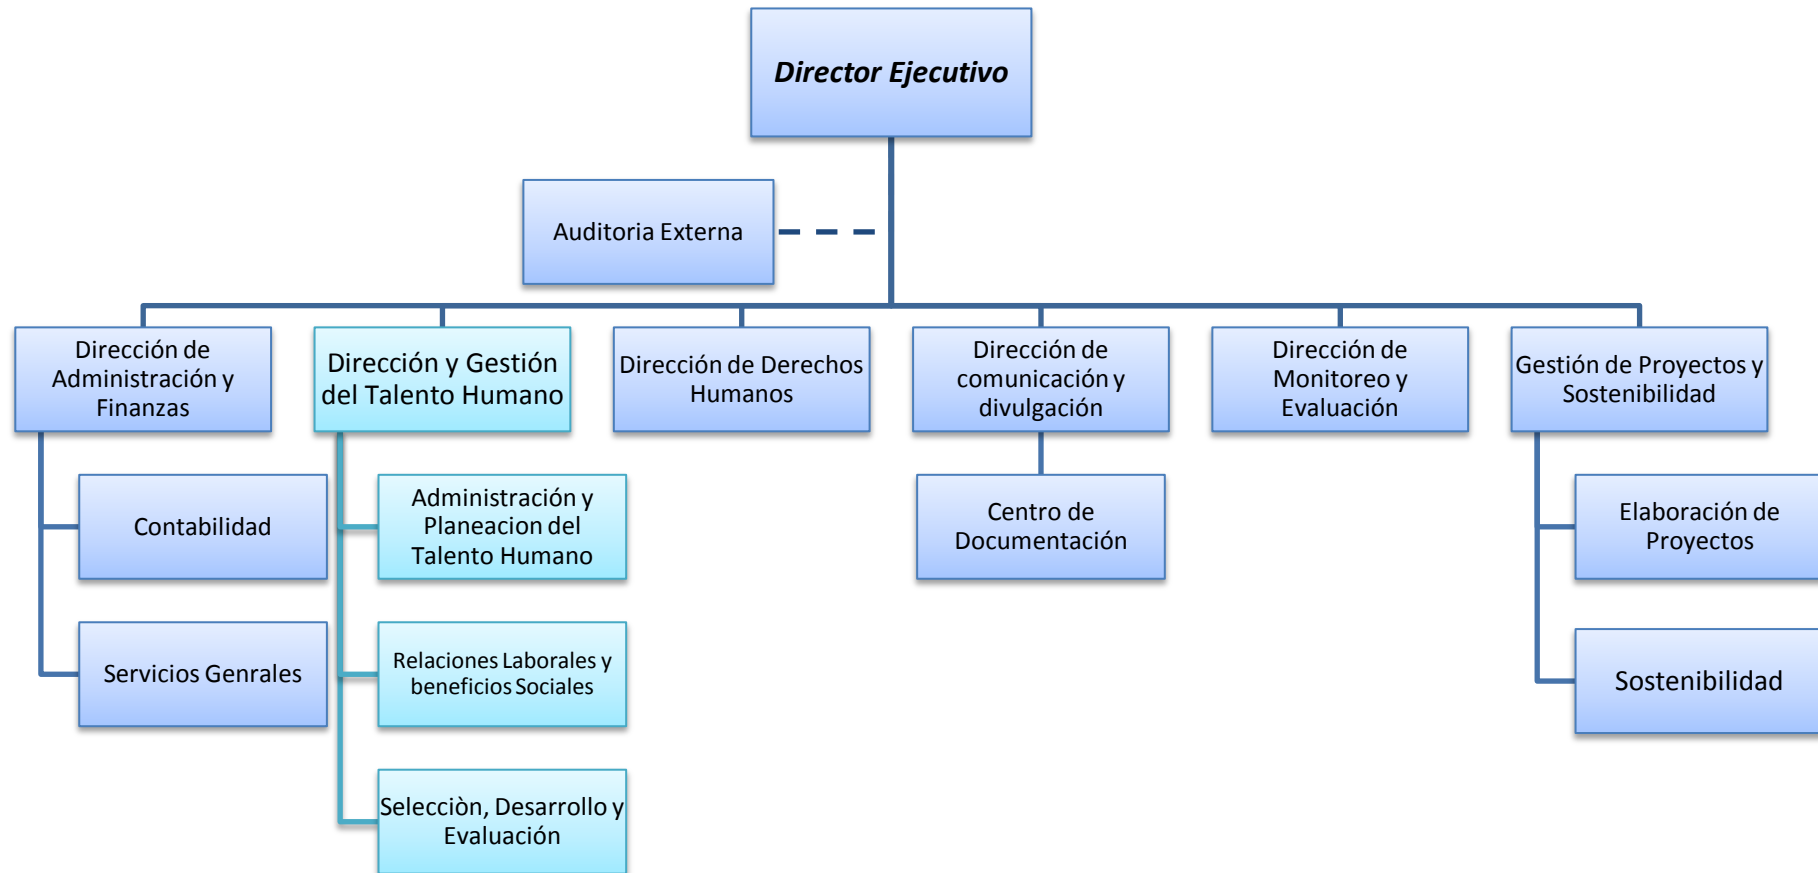 Director Ejecutivo
Auditoria Externa
Dirección de
Administración y
Finanzas
Dirección y Gestión
del Talento Humano
Dirección de Derechos
Humanos
Dirección de
comunicación y
divulgación
Dirección de
Monitoreo y
Evaluación
Gestión de Proyectos y
Sostenibilidad
Contabilidad
Administración y
Planeacion del
Talento Humano
Centro de
Documentación
Elaboración de
Proyectos
Servicios Genrales
Relaciones Laborales y
beneficios Sociales
Sostenibilidad
Selecciòn, Desarrollo y
Evaluación